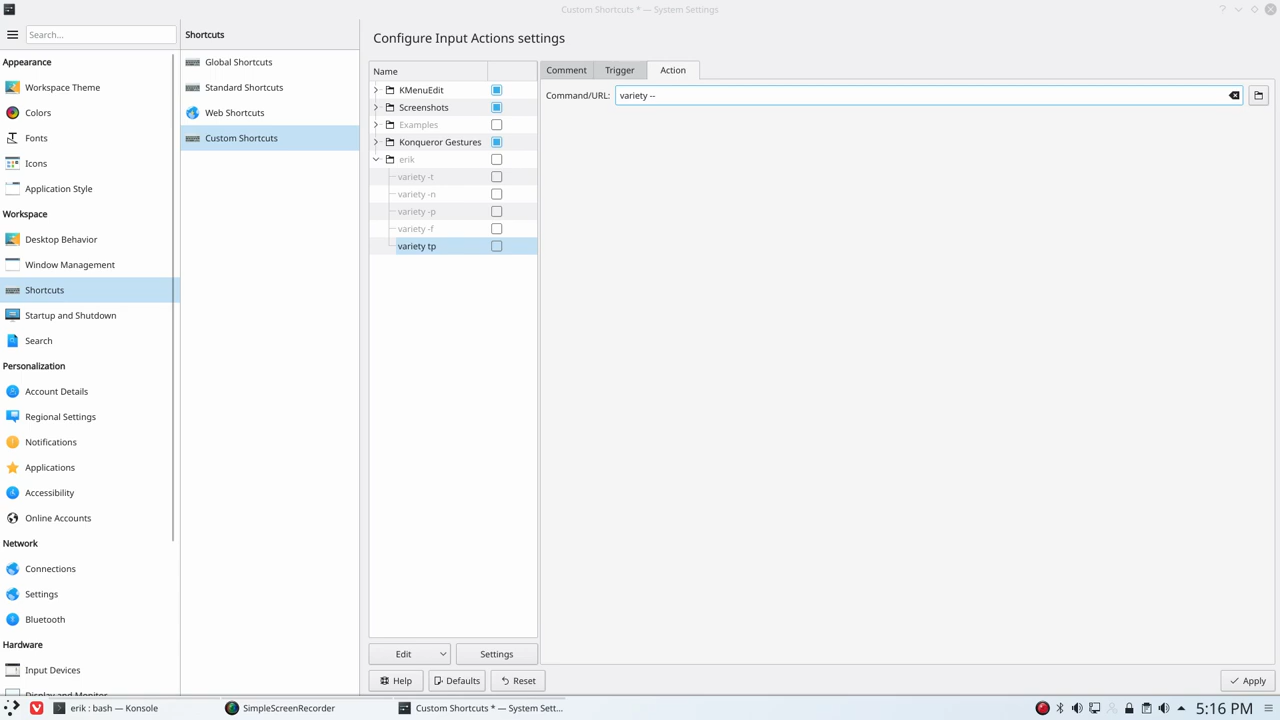 Custom Shortcuts * — System Settings
Search...
Appearance
Workspace Theme
Colors
Fonts
Icons
Application Style
Workspace
Desktop Behavior
Window Management
Shortcuts
Startup and Shutdown
Search
Personalization
Account Details
Regional Settings
Notifications
Applications
Accessibility
Online Accounts
Network
Connections
Settings
Bluetooth
Hardware
Input Devices
Display and Monitor
Shortcuts
Global Shortcuts
Standard Shortcuts
Web Shortcuts
Custom Shortcuts
Configure Input Actions settings
Name
KMenuEdit
Screenshots
Examples
Konqueror Gestures
erik
variety -t
variety -n
variety -p
variety -f
variety tp
Edit
Settings
Help
Defaults
Reset
Comment
Trigger
Action
Command/URL: variety --
Apply
erik : bash — Konsole
SimpleScreenRecorder
Custom Shortcuts * — System Sett...
5:16 PM